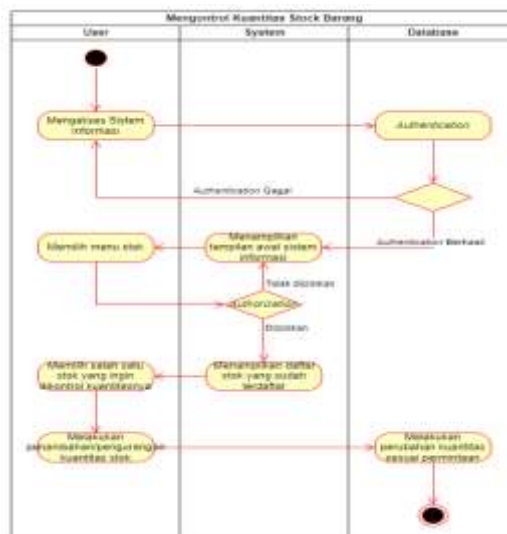 Mengontrol Kuantitas Stock Barang
User
System
Database
Mengakses Sistem
Informasi
Authentication
Authentication Gagal
Authentication Berhasil
Menampilkan
tampilan awal sistem
informasi
Memilih menu stok
Tidak diizinkan
Authorization
Diizinkan
Memilih salah satu
stok yang ingin
dikontrol kuantitasnya
Menampilkan daftar
stok yang sudah
terdaftar
Melakukan
penambahan/pengurangan
kuantitas stok
Melakukan
perubahan kuantitas
sesuai permintaan